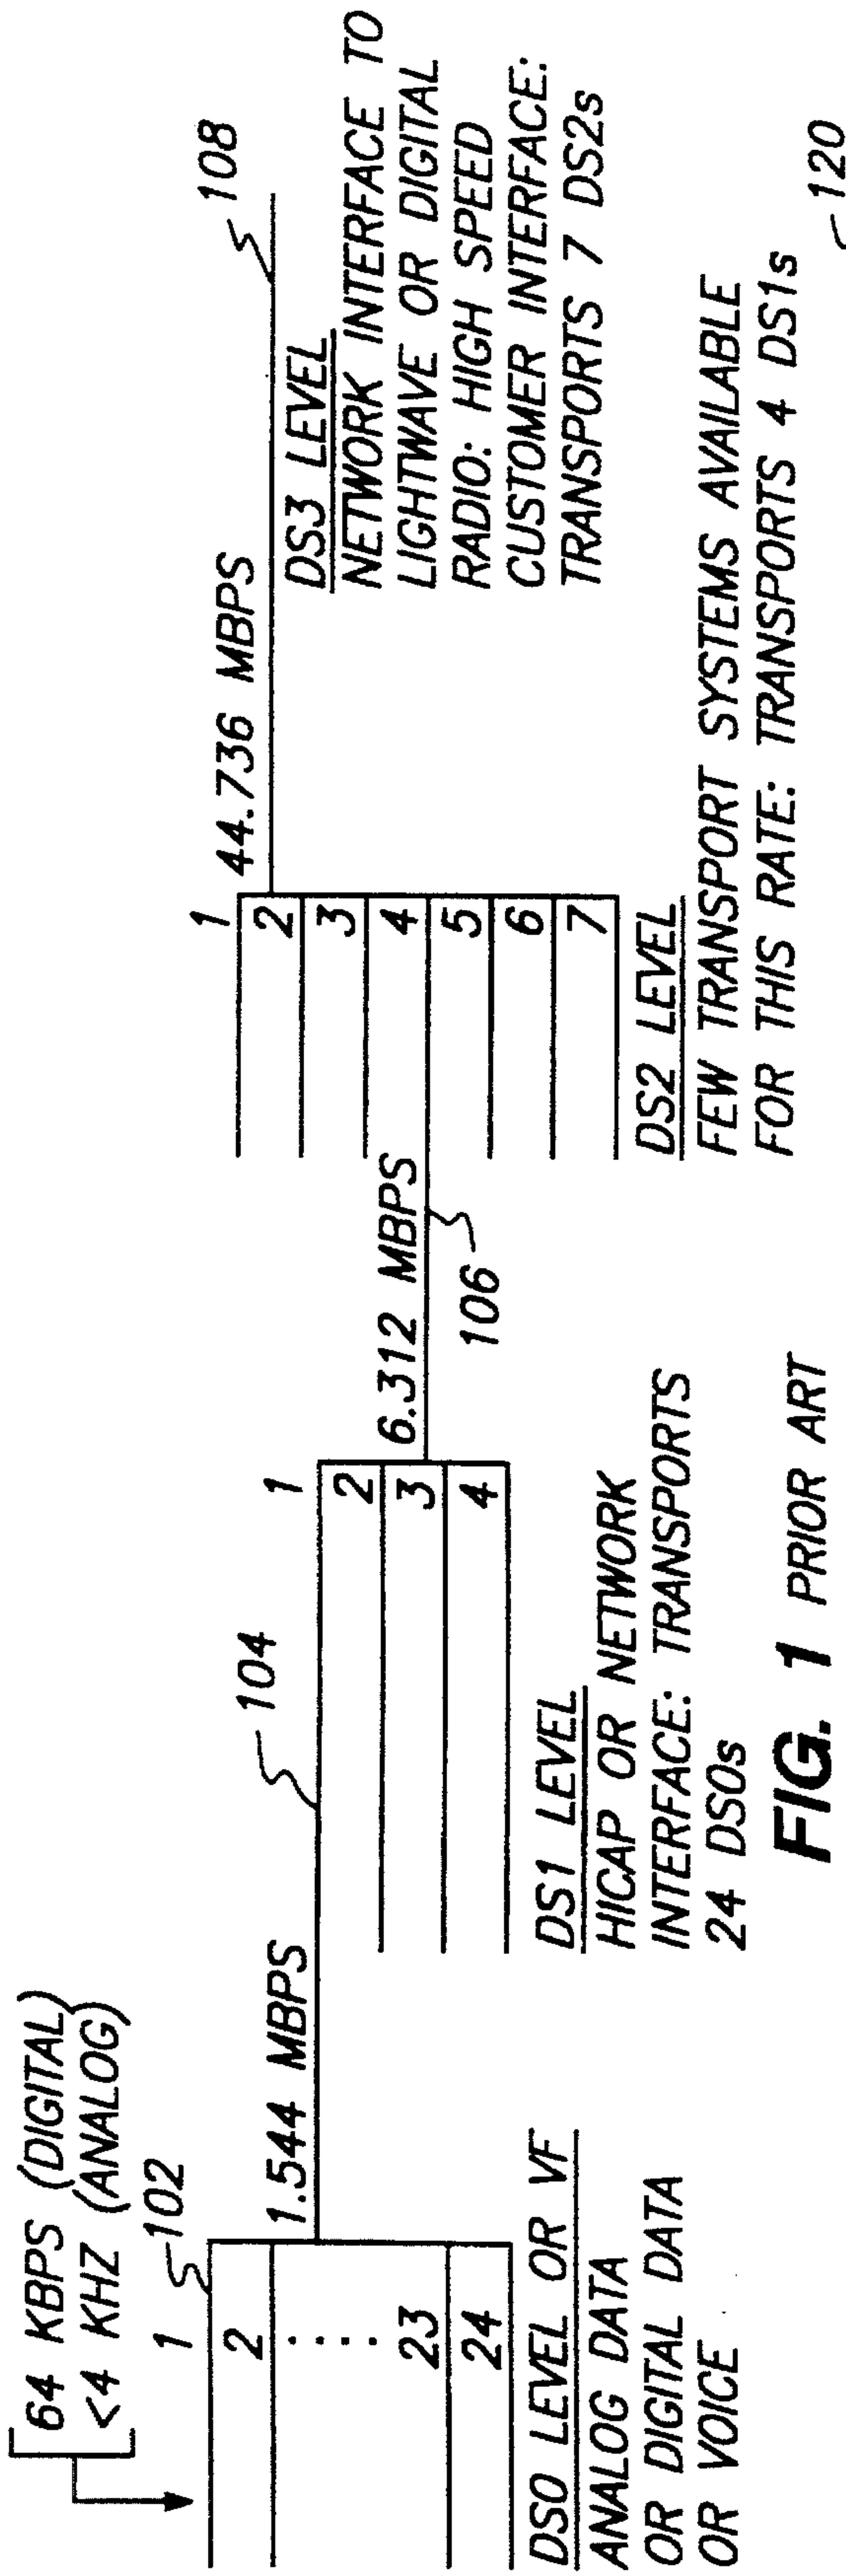 64 KBPS (DIGITAL)
<4 KHZ (ANALOG)
102
1
2
23
24
DS0 LEVEL OR VF
ANALOG DATA
OR DIGITAL DATA
OR VOICE
1.544 MBPS
104
1
2
3
4
DS1 LEVEL
HICAP OR NETWORK
INTERFACE: TRANSPORTS
24 DS0s
6.312 MBPS
106
1
2
3
4
5
6
7
DS2 LEVEL
FEW TRANSPORT SYSTEMS AVAILABLE
FOR THIS RATE: TRANSPORTS 4 DS1s
44.736 MBPS
108
DS3 LEVEL
NETWORK INTERFACE TO
LIGHTWAVE OR DIGITAL
RADIO: HIGH SPEED
CUSTOMER INTERFACE:
TRANSPORTS 7 DS2s
120
FIG. 1 PRIOR ART